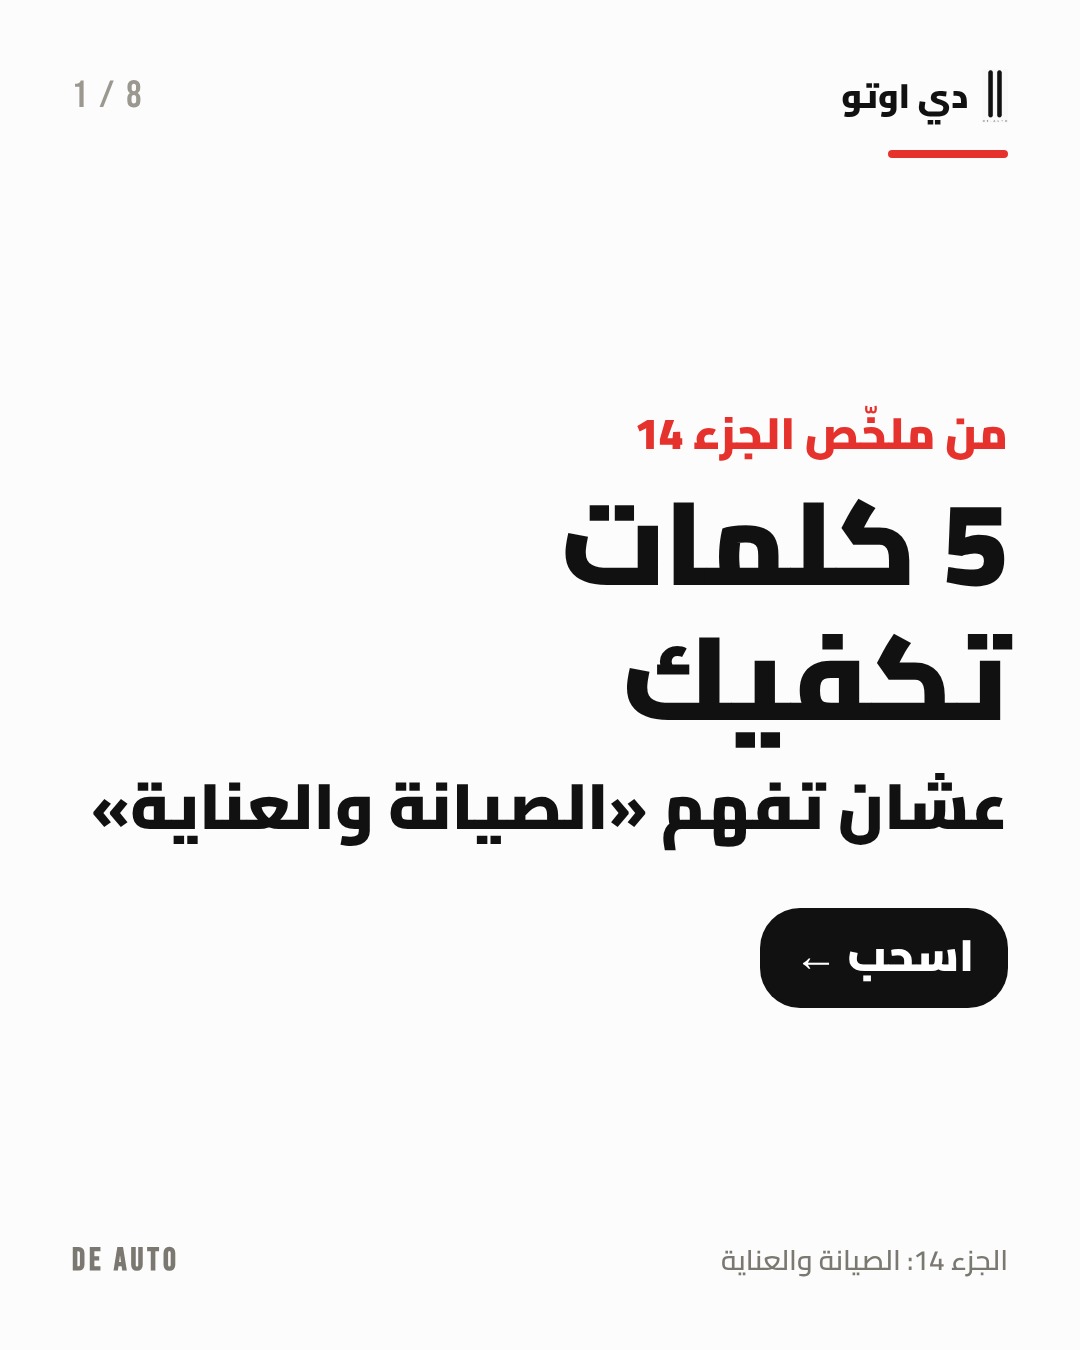 دي اوتو
1 / 8
من ملخّص الجزء 14
5 كلمات
تكفيك
عشان تفهم «الصيانة والعناية»
اسحب ←
الجزء 14: الصيانة والعناية
DE AUTO